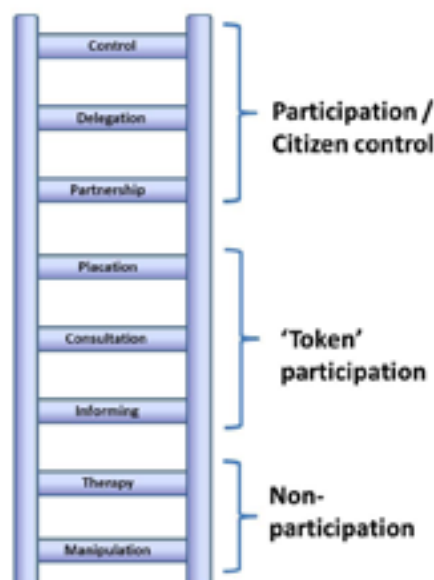 Control
Delegation
Partnership
Participation /
Citizen control
Placation
Consultation
Informing
‘Token’
participation
Therapy
Manipulation
Non-
participation